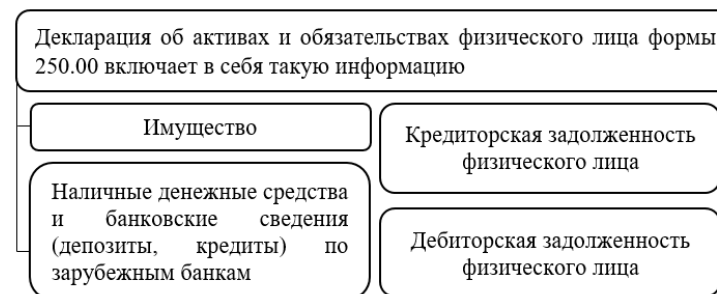 Декларация об активах и обязательствах физического лица формы
250.00 включает в себя такую информацию
Имущество
Наличные денежные средства
и банковские сведения
(депозиты, кредиты) по
зарубежным банкам
Кредиторская задолженность
физического лица
Дебиторская задолженность
физического лица